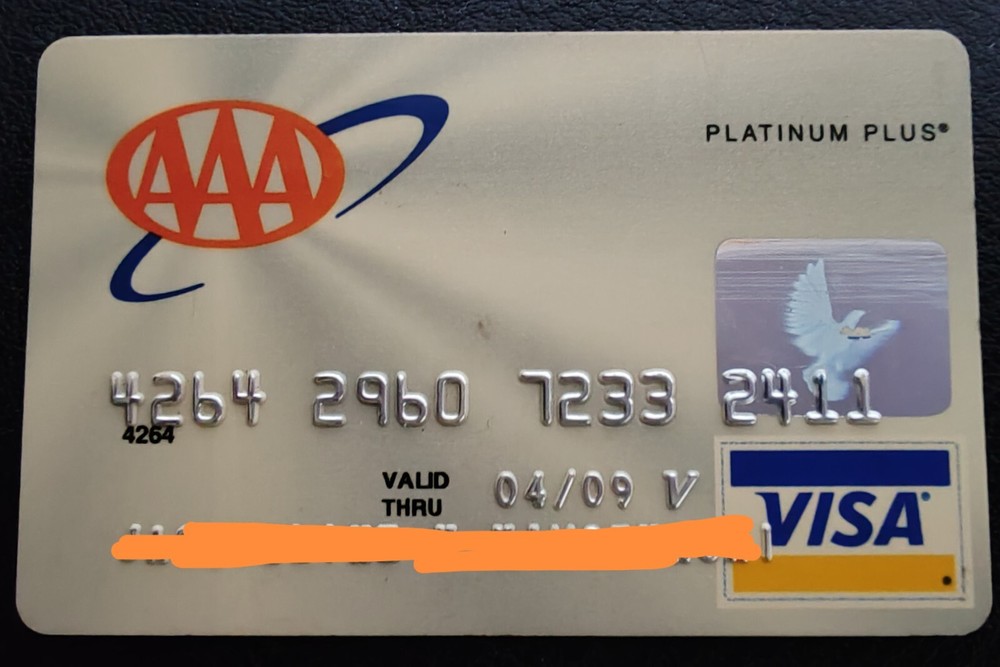 AAA
PLATINUM PLUS®
4264 2960 7233 2411
4264
VALID
THRU 04/09 V
VISA